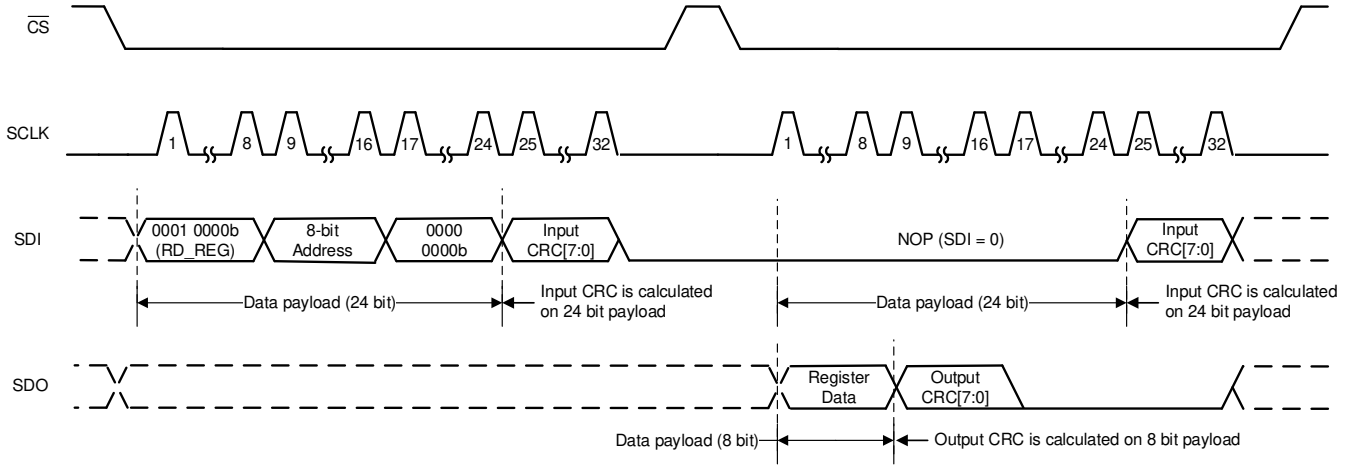 CS
SCLK
1 8 9 16 17 24 25 32 1 8 9 16 17 24 25 32
SDI
0001 0000b
(RD_REG)
8-bit
Address
0000
0000b
Input
CRC[7:0]
NOP (SDI = 0)
Input
CRC[7:0]
Data payload (24 bit)
Input CRC is calculated
on 24 bit payload
Data payload (24 bit)
Input CRC is calculated
on 24 bit payload
SDO
Register
Data
Output
CRC[7:0]
Data payload (8 bit)
Output CRC is calculated on 8 bit payload